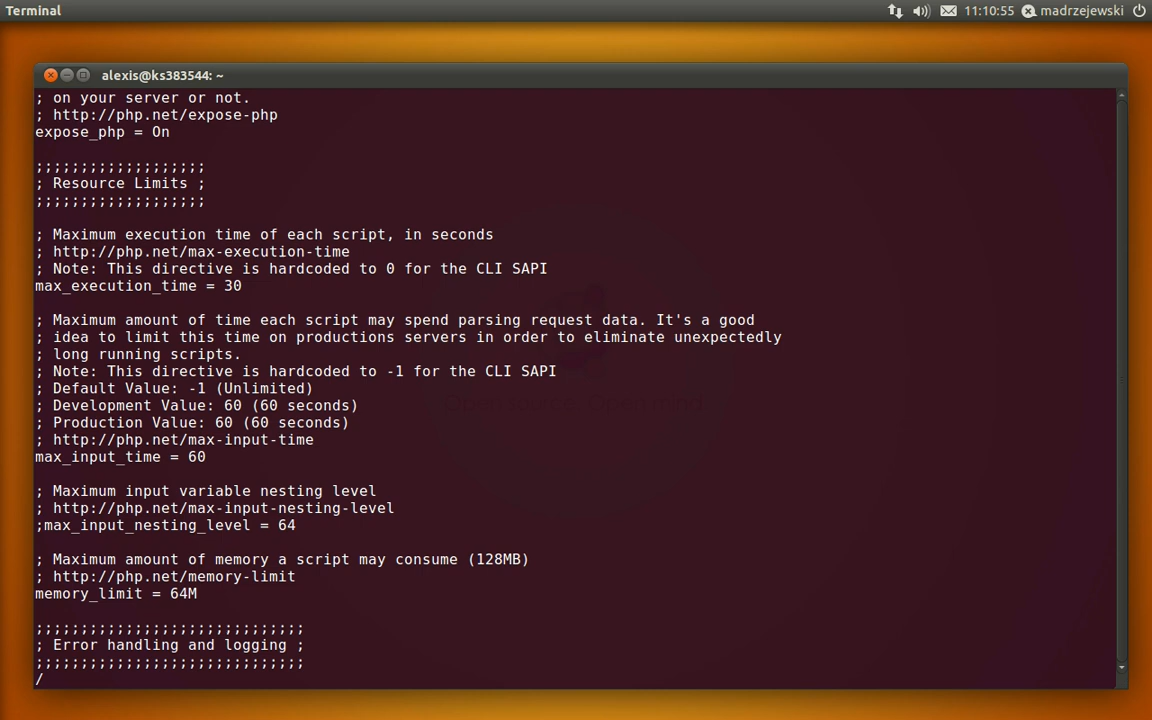 Terminal
11:10:55 madrzejewski
alexis@ks383544: ~
; on your server or not.
; http://php.net/expose-php
expose_php = On
;;;;;;;;;;;;;;;;;;;
; Resource Limits ;
;;;;;;;;;;;;;;;;;;;
; Maximum execution time of each script, in seconds
; http://php.net/max-execution-time
; Note: This directive is hardcoded to 0 for the CLI SAPI
max_execution_time = 30
; Maximum amount of time each script may spend parsing request data. It's a good
; idea to limit this time on productions servers in order to eliminate unexpectedly
; long running scripts.
; Note: This directive is hardcoded to -1 for the CLI SAPI
; Default Value: -1 (Unlimited)
; Development Value: 60 (60 seconds)
; Production Value: 60 (60 seconds)
; http://php.net/max-input-time
max_input_time = 60
; Maximum input variable nesting level
; http://php.net/max-input-nesting-level
;max_input_nesting_level = 64
; Maximum amount of memory a script may consume (128MB)
; http://php.net/memory-limit
memory_limit = 64M
;;;;;;;;;;;;;;;;;;;;;;;;;;;;;;
; Error handling and logging ;
;;;;;;;;;;;;;;;;;;;;;;;;;;;;;;
/